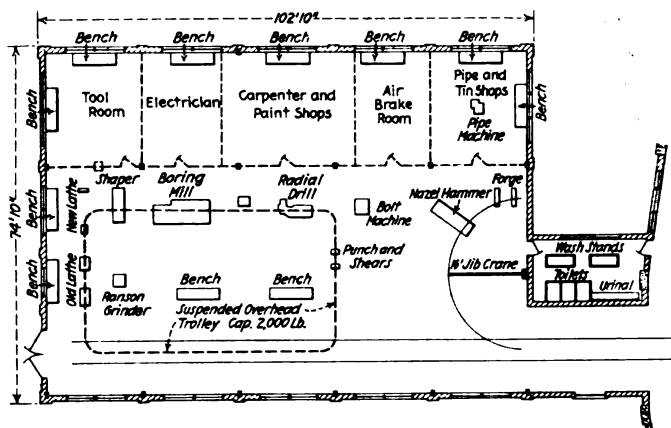 102'10"
Bench Bench Bench Bench Bench
74'10"
Bench
Tool
Room
Electrician
Carpenter and
Paint Shops
Air
Brake
Room
Pipe and
Tin Shops
Pipe
Machine
Bench
Bench
New Lathe
Shaper
Boring
Mill
Radial
Drill
Bolt
Machine
Nazel Hammer
Forge
Bench
Old Lathe
Ranson
Grinder
Bench
Bench
Punch and
Shears
Jib Crane
Wash Stands
Toilets
Urinal
Suspended Overhead
Trolley Cap. 2,000 Lb.